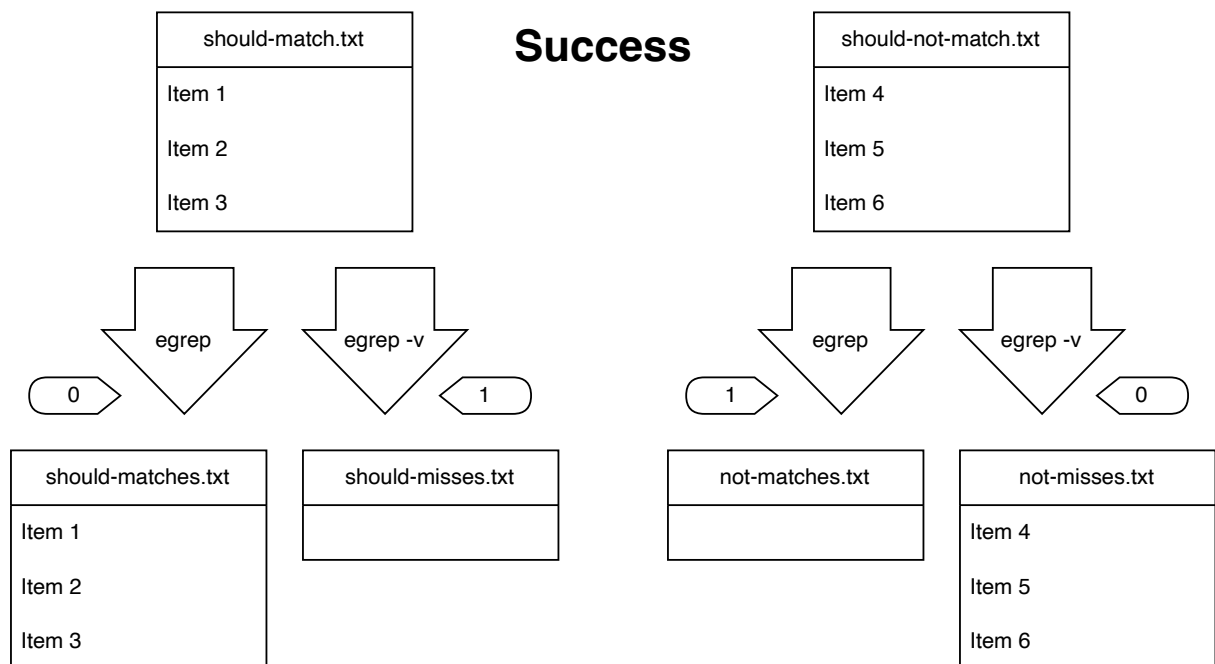 Success
should-match.txt
Item 1
Item 2
Item 3
should-not-match.txt
Item 4
Item 5
Item 6
egrep
egrep -v
0
1
egrep
egrep -v
1
0
should-matches.txt
Item 1
Item 2
Item 3
should-misses.txt
not-matches.txt
not-misses.txt
Item 4
Item 5
Item 6